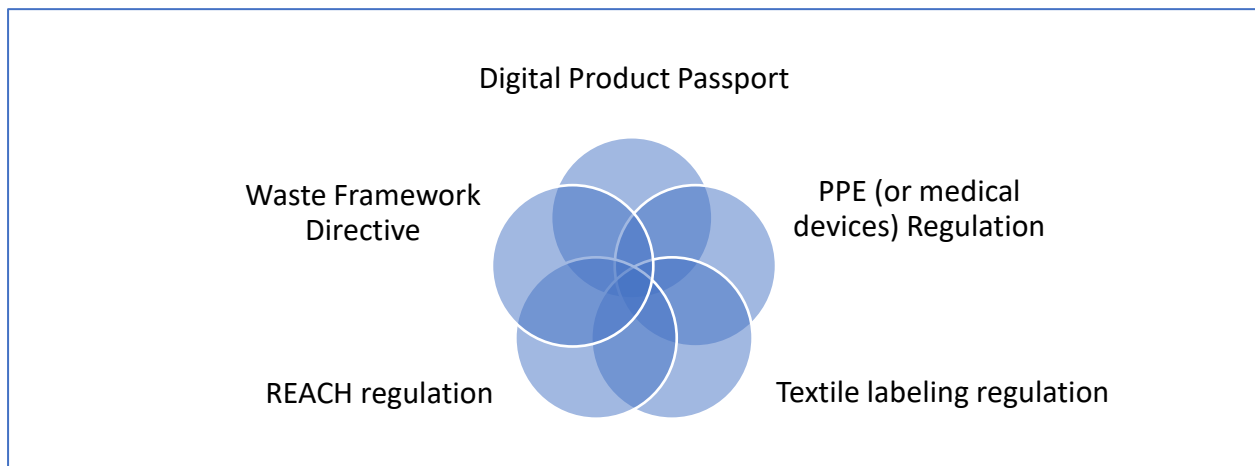 Digital Product Passport
Waste Framework
Directive
PPE (or medical
devices) Regulation
REACH regulation
Textile labeling regulation